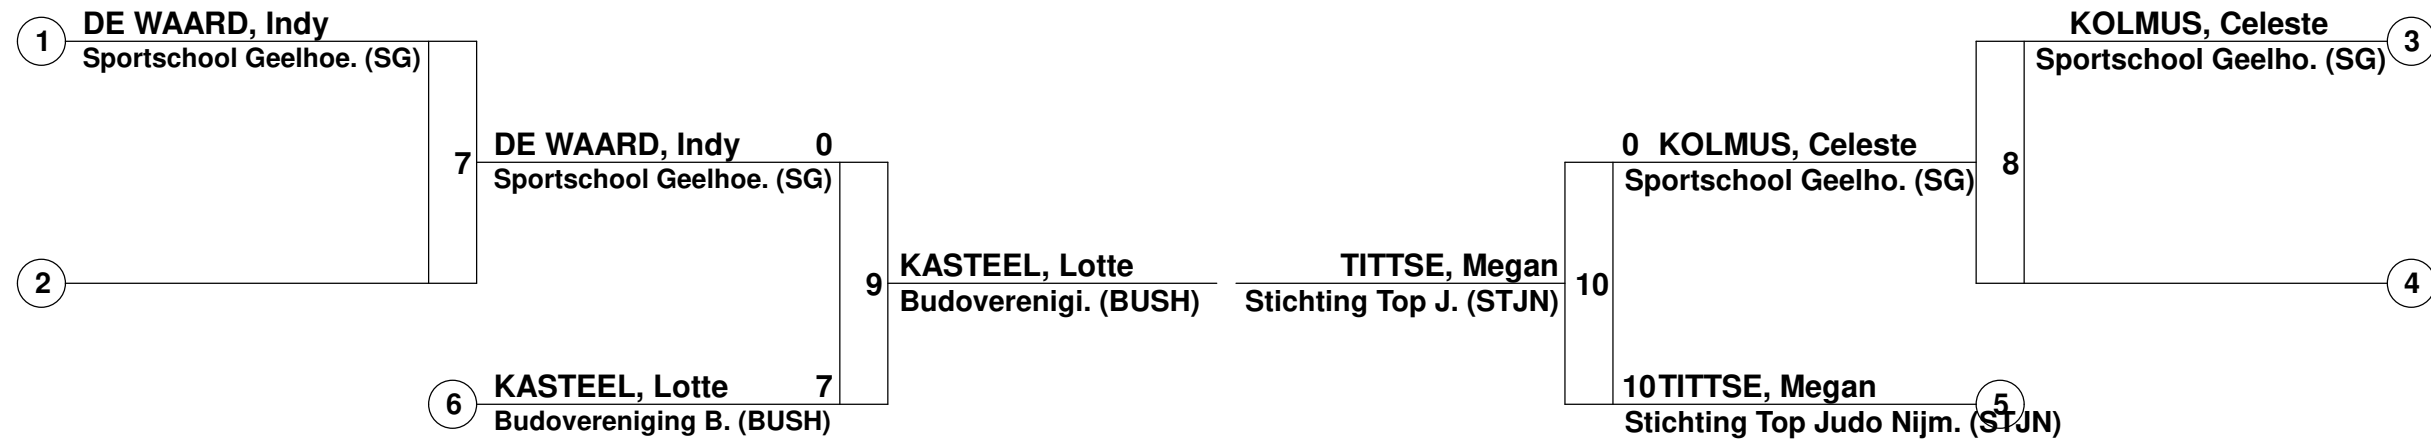 1 DE WAARD, Indy
Sportschool Geelhoe. (SG)
2
7 DE WAARD, Indy 0
Sportschool Geelhoe. (SG)
6 KASTEEL, Lotte 7
Budovereniging B. (BUSH)
9 KASTEEL, Lotte
Budoverenigi. (BUSH)
TITTSE, Megan 10
Stichting Top J. (STJN)
0 KOLMUS, Celeste 8
Sportschool Geelho. (SG)
10 TITTSE, Megan 5
Stichting Top Judo Nijm. (STJN)
KOLMUS, Celeste 3
Sportschool Geelho. (SG)
4